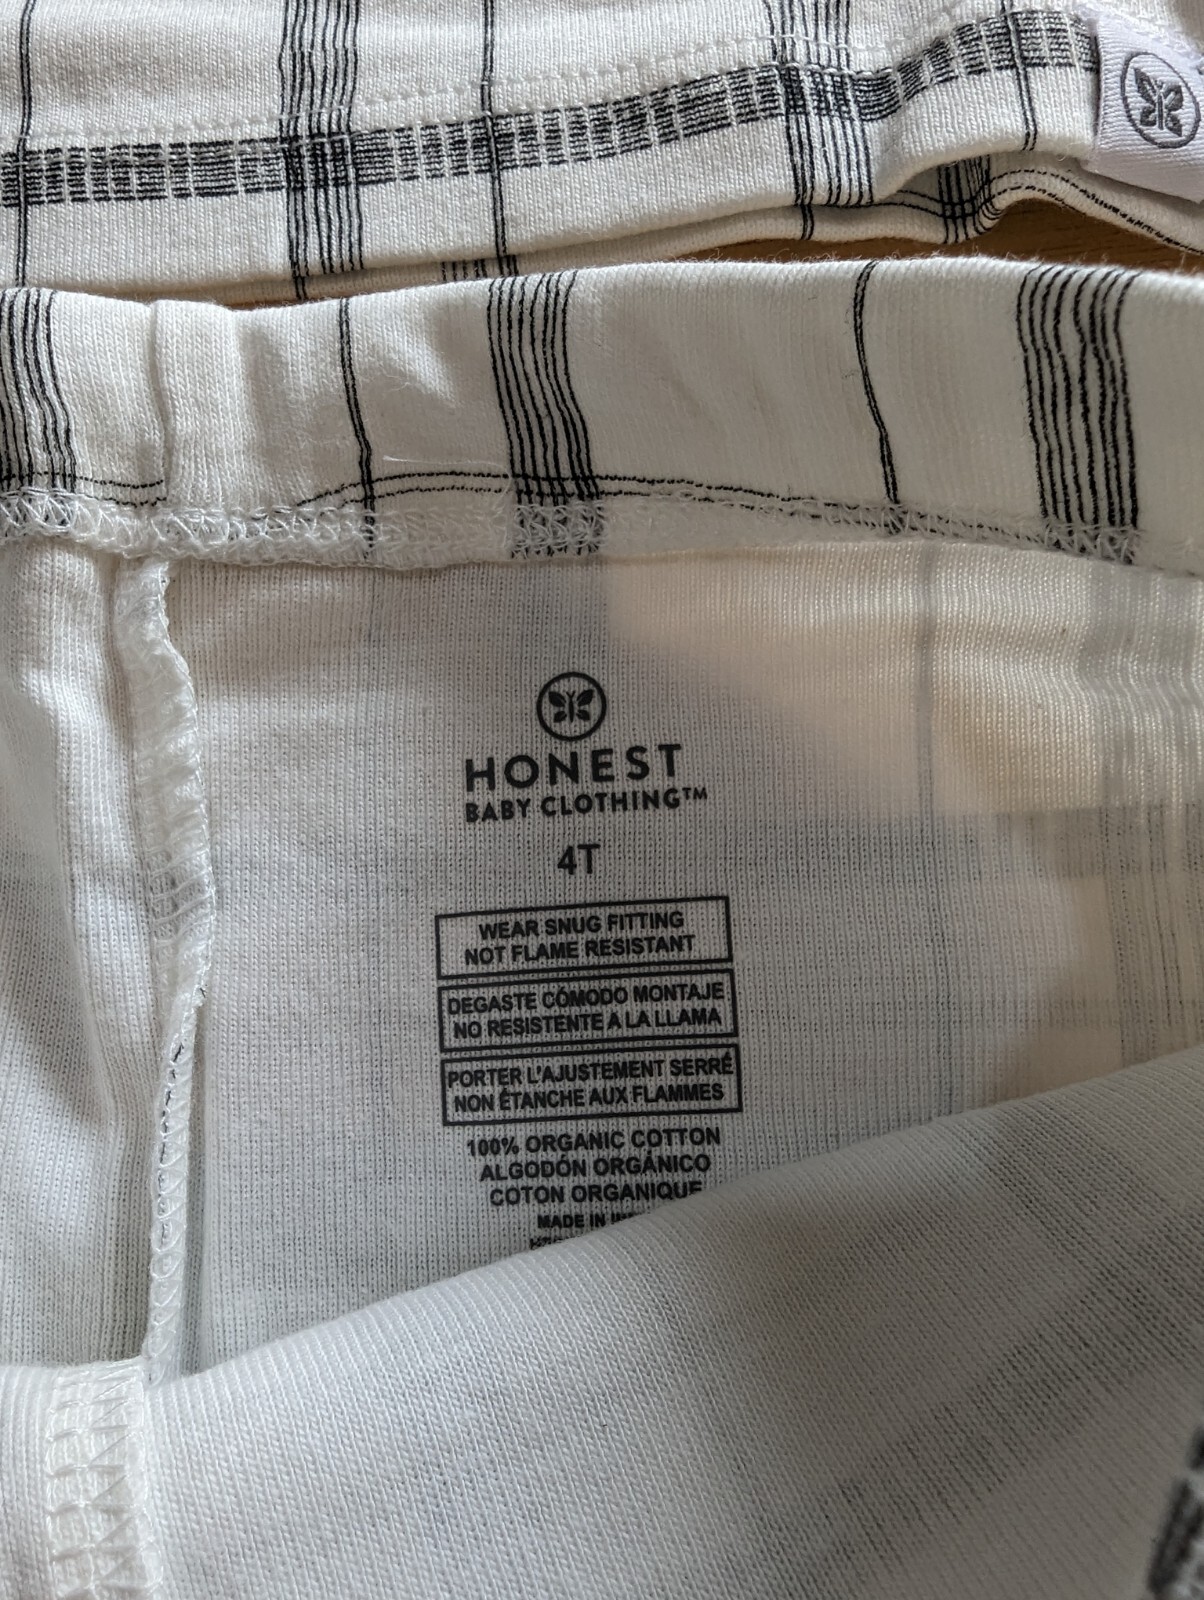 HONEST
BABY CLOTHING™
4T
WEAR SNUG FITTING
NOT FLAME RESISTANT
DEGASTE CÓMODO MONTAJE
NO RESISTENTE A LA LLAMA
PORTER L'AJUSTEMENT SERRÉ
NON ÉTANCHE AUX FLAMMES
100% ORGANIC COTTON
ALGODÓN ORGÁNICO
COTON ORGANIQUE
MADE IN